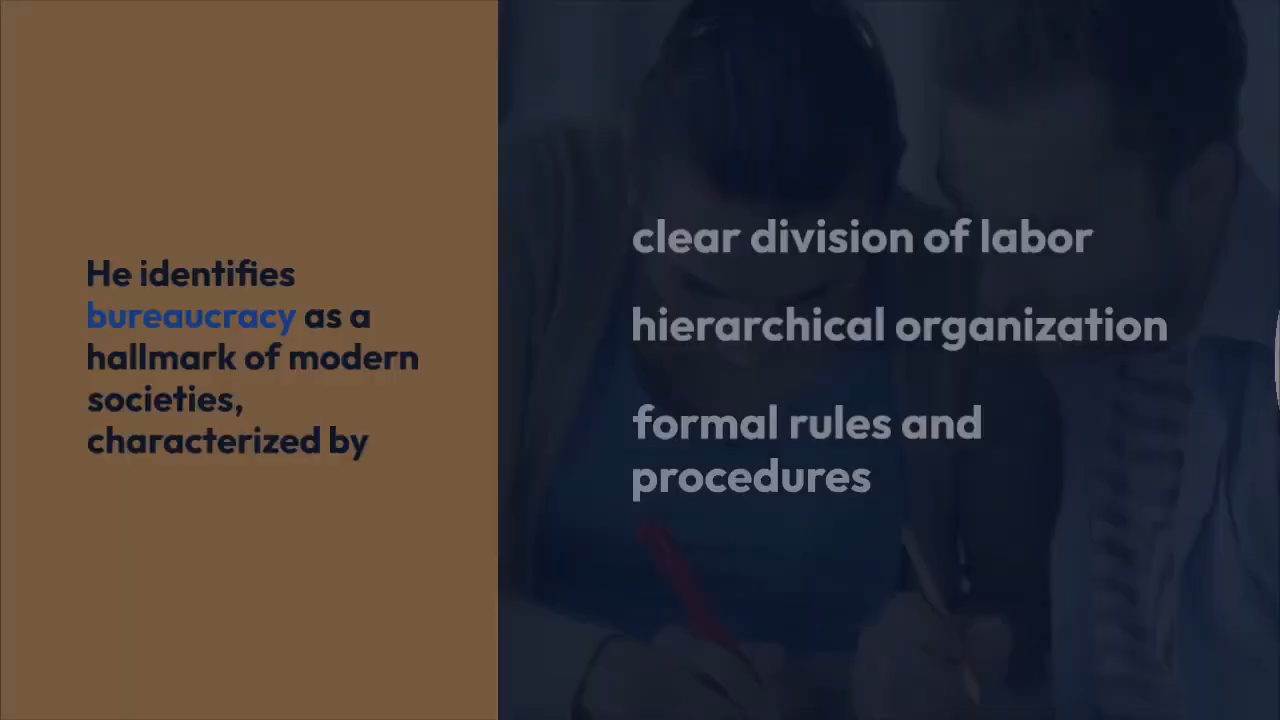 He identifies
bureaucracy as a
hallmark of modern
societies,
characterized by
clear division of labor
hierarchical organization
formal rules and
procedures